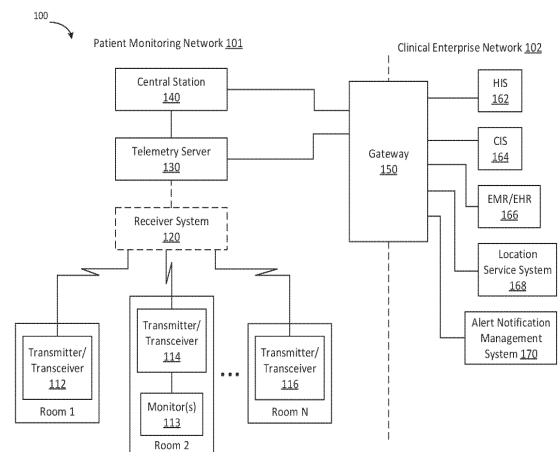 100
Patient Monitoring Network 101
Clinical Enterprise Network 102
Central Station
140
Telemetry Server
130
Receiver System
120
Gateway
150
HIS
162
CIS
164
EMR/EHR
166
Location
Service System
168
Alert Notification
Management
System 170
Transmitter/
Transceiver
112
Room 1
Transmitter/
Transceiver
114
Monitor(s)
113
Room 2
Transmitter/
Transceiver
116
Room N